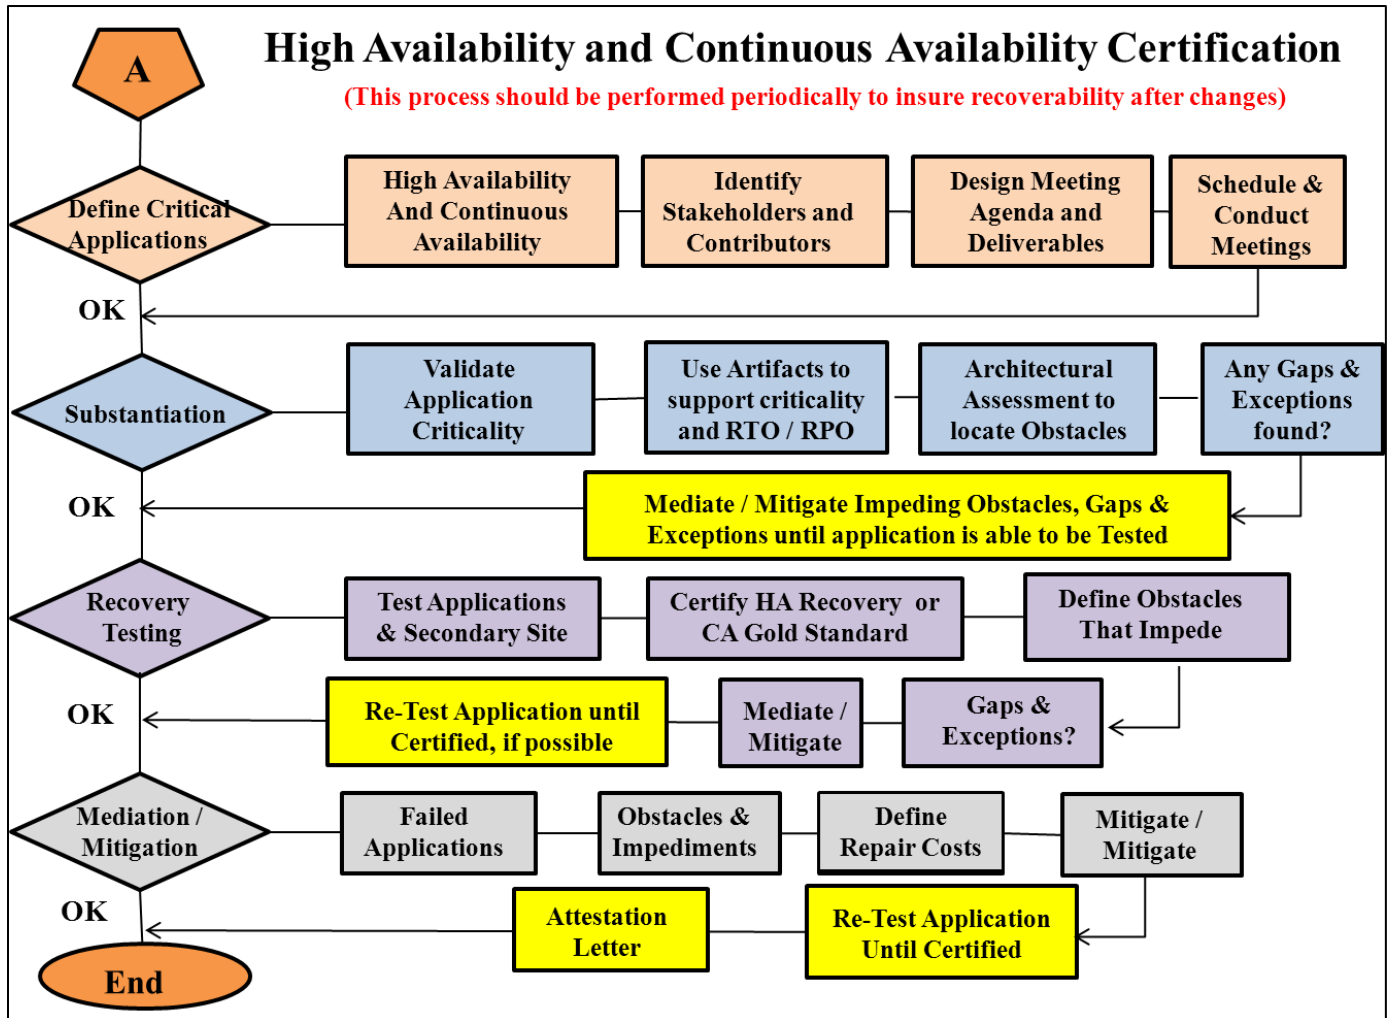 A
High Availability and Continuous Availability Certification
(This process should be performed periodically to insure recoverability after changes)
Define Critical
Applications
High Availability
And Continuous
Availability
Identify
Stakeholders and
Contributors
Design Meeting
Agenda and
Deliverables
Schedule &
Conduct
Meetings
OK
Substantiation
Validate
Application
Criticality
Use Artifacts to
support criticality
and RTO / RPO
Architectural
Assessment to
locate Obstacles
Any Gaps &
Exceptions
found?
OK
Mediate / Mitigate Impeding Obstacles, Gaps &
Exceptions until application is able to be Tested
Recovery
Testing
Test Applications
& Secondary Site
Certify HA Recovery or
CA Gold Standard
Define Obstacles
That Impede
OK
Re-Test Application until
Certified, if possible
Mediate /
Mitigate
Gaps &
Exceptions?
Mediation /
Mitigation
Failed
Applications
Obstacles &
Impediments
Define
Repair Costs
Mitigate /
Mitigate
OK
Attestation
Letter
Re-Test Application
Until Certified
End